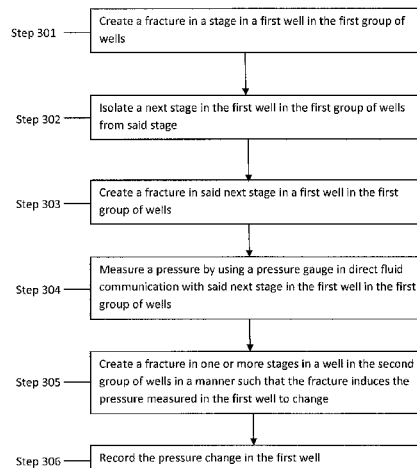 Step 301
Create a fracture in a stage in a first well in the first group of
wells
Step 302
Isolate a next stage in the first well in the first group of wells
from said stage
Step 303
Create a fracture in said next stage in a first well in the first
group of wells
Step 304
Measure a pressure by using a pressure gauge in direct fluid
communication with said next stage in the first well in the first
group of wells
Step 305
Create a fracture in one or more stages in a well in the second
group of wells in a manner such that the fracture induces the
pressure measured in the first well to change
Step 306
Record the pressure change in the first well